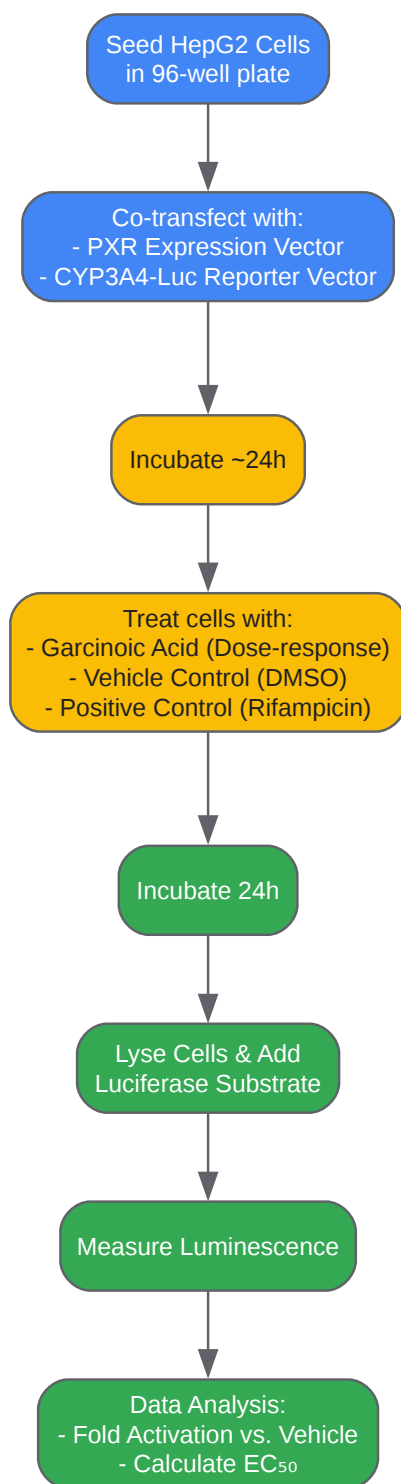 Seed HepG2 Cells
in 96-well plate
Co-transfect with:
- PXR Expression Vector
- CYP3A4-Luc Reporter Vector
Incubate ~24h
Treat cells with:
- Garcinoic Acid (Dose-response)
- Vehicle Control (DMSO)
- Positive Control (Rifampicin)
Incubate 24h
Lyse Cells & Add
Luciferase Substrate
Measure Luminescence
Data Analysis:
- Fold Activation vs. Vehicle
- Calculate EC₅₀